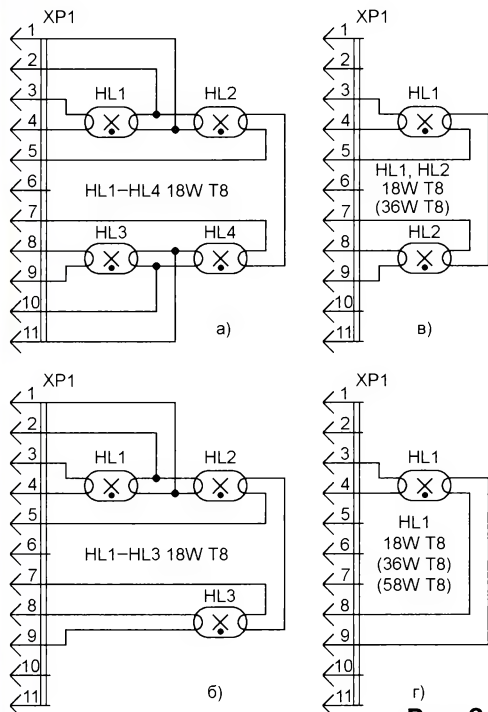 XP1
1
2
3
4
5
6
7
8
9
10
11
HL1
HL2
HL1–HL4 18W T8
HL3
HL4
а)
XP1
1
2
3
4
5
6
7
8
9
10
11
HL1
HL1, HL2
18W T8
(36W T8)
HL2
в)
XP1
1
2
3
4
5
6
7
8
9
10
11
HL1
HL2
HL1–HL3 18W T8
HL3
б)
XP1
1
2
3
4
5
6
7
8
9
10
11
HL1
HL1
18W T8
(36W T8)
(58W T8)
г)